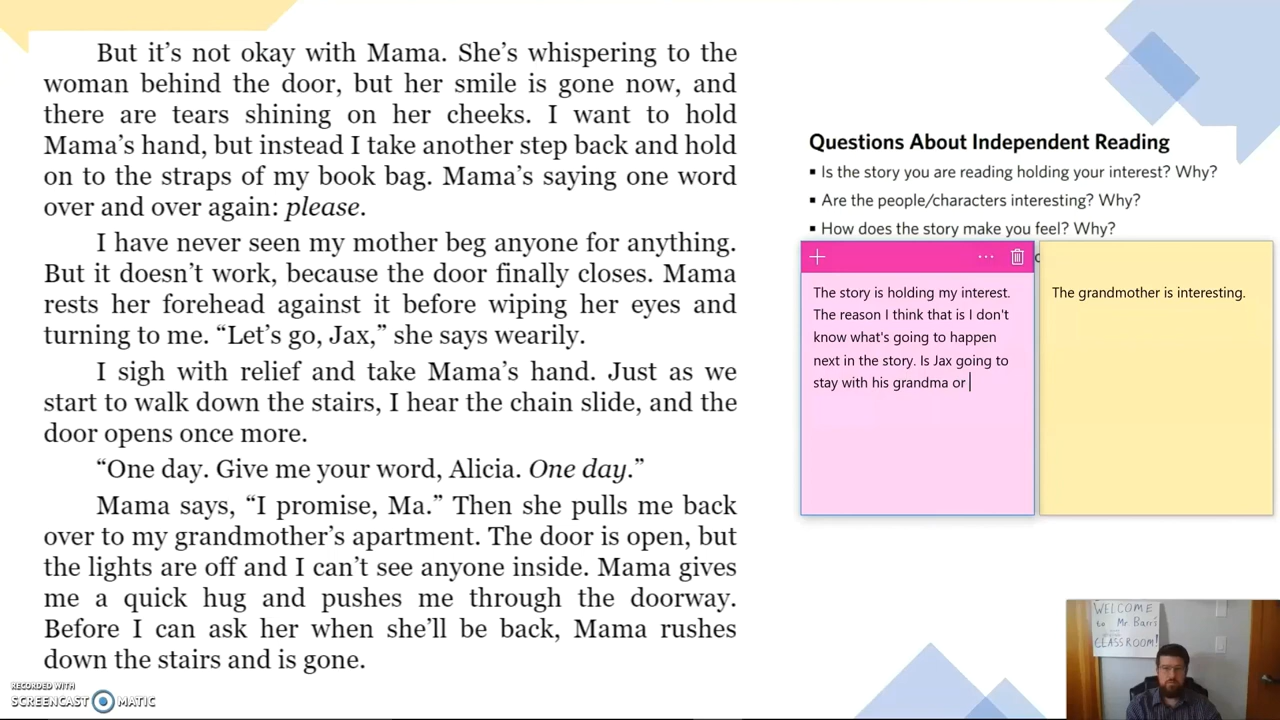 But it’s not okay with Mama. She’s whispering to the
woman behind the door, but her smile is gone now, and
there are tears shining on her cheeks. I want to hold
Mama’s hand, but instead I take another step back and hold
on to the straps of my book bag. Mama’s saying one word
over and over again: please.
I have never seen my mother beg anyone for anything.
But it doesn’t work, because the door finally closes. Mama
rests her forehead against it before wiping her eyes and
turning to me. “Let’s go, Jax,” she says wearily.
I sigh with relief and take Mama’s hand. Just as we
start to walk down the stairs, I hear the chain slide, and the
door opens once more.
“One day. Give me your word, Alicia. One day.”
Mama says, “I promise, Ma.” Then she pulls me back
over to my grandmother’s apartment. The door is open, but
the lights are off and I can’t see anyone inside. Mama gives
me a quick hug and pushes me through the doorway.
Before I can ask her when she’ll be back, Mama rushes
down the stairs and is gone.
Questions About Independent Reading
▪ Is the story you are reading holding your interest? Why?
▪ Are the people/characters interesting? Why?
▪ How does the story make you feel? Why?
The story is holding my interest.
The reason I think that is I don't
know what's going to happen
next in the story. Is Jax going to
stay with his grandma or
The grandmother is interesting.
WELCOME
to Mr Barri
CLASSROOM!
RECORDED WITH
SCREENCAST MATIC